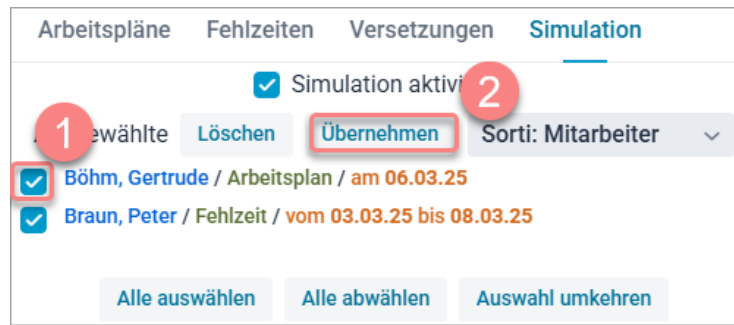 Arbeitspläne Fehlzeiten Versetzungen Simulation
Simulation aktivi
2
1
ewählte Löschen Übernehmen Sorti: Mitarbeiter
Böhm, Gertrude / Arbeitsplan / am 06.03.25
Braun, Peter / Fehlzeit / vom 03.03.25 bis 08.03.25
Alle auswählen Alle abwählen Auswahl umkehren